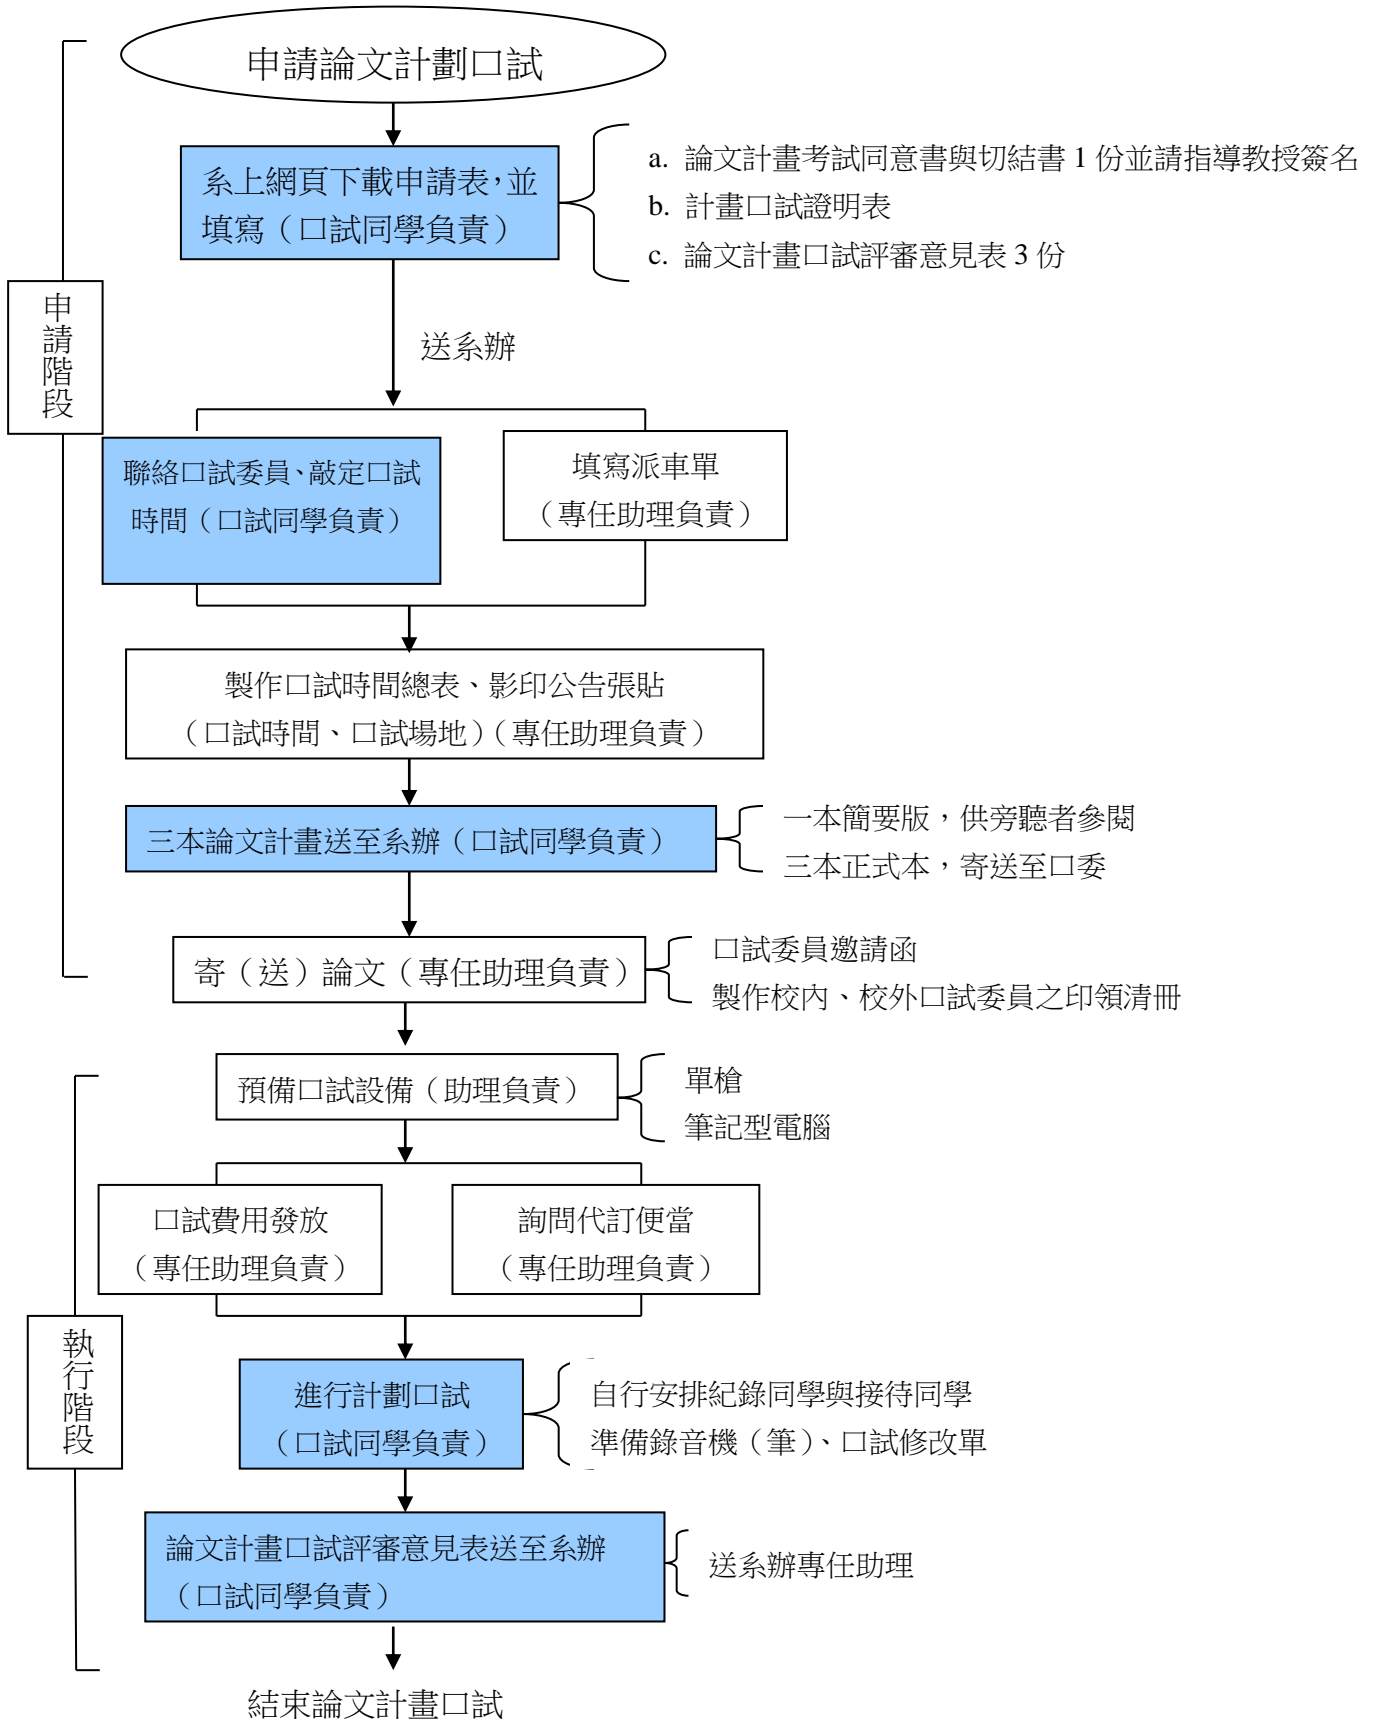 申請論文計劃口試
系上網頁下載申請表，並
填寫（口試同學負責）
a. 論文計畫考試同意書與切結書 1 份並請指導教授簽名
b. 計畫口試證明表
c. 論文計畫口試評審意見表 3 份
申請階段
送系辦
聯絡口試委員、敲定口試
時間（口試同學負責）
填寫派車單
（專任助理負責）
製作口試時間總表、影印公告張貼
（口試時間、口試場地）（專任助理負責）
三本論文計畫送至系辦（口試同學負責）
一本簡要版，供旁聽者參閱
三本正式本，寄送至口委
寄（送）論文（專任助理負責）
口試委員邀請函
製作校內、校外口試委員之印領清冊
預備口試設備（助理負責）
單槍
筆記型電腦
口試費用發放
（專任助理負責）
詢問代訂便當
（專任助理負責）
執行階段
進行計劃口試
（口試同學負責）
自行安排紀錄同學與接待同學
準備錄音機（筆）、口試修改單
論文計畫口試評審意見表送至系辦
（口試同學負責）
送系辦專任助理
結束論文計畫口試